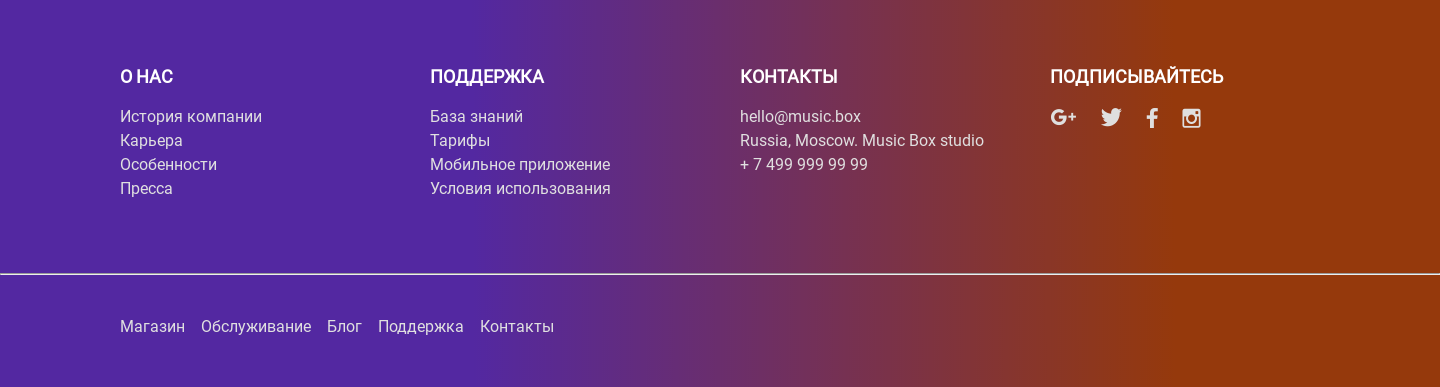 О НАС
История компании
Карьера
Особенности
Пресса
ПОДДЕРЖКА
База знаний
Тарифы
Мобильное приложение
Условия использования
КОНТАКТЫ
hello@music.box
Russia, Moscow. Music Box studio
+ 7 499 999 99 99
ПОДПИСЫВАЙТЕСЬ
Магазин Обслуживание Блог Поддержка Контакты